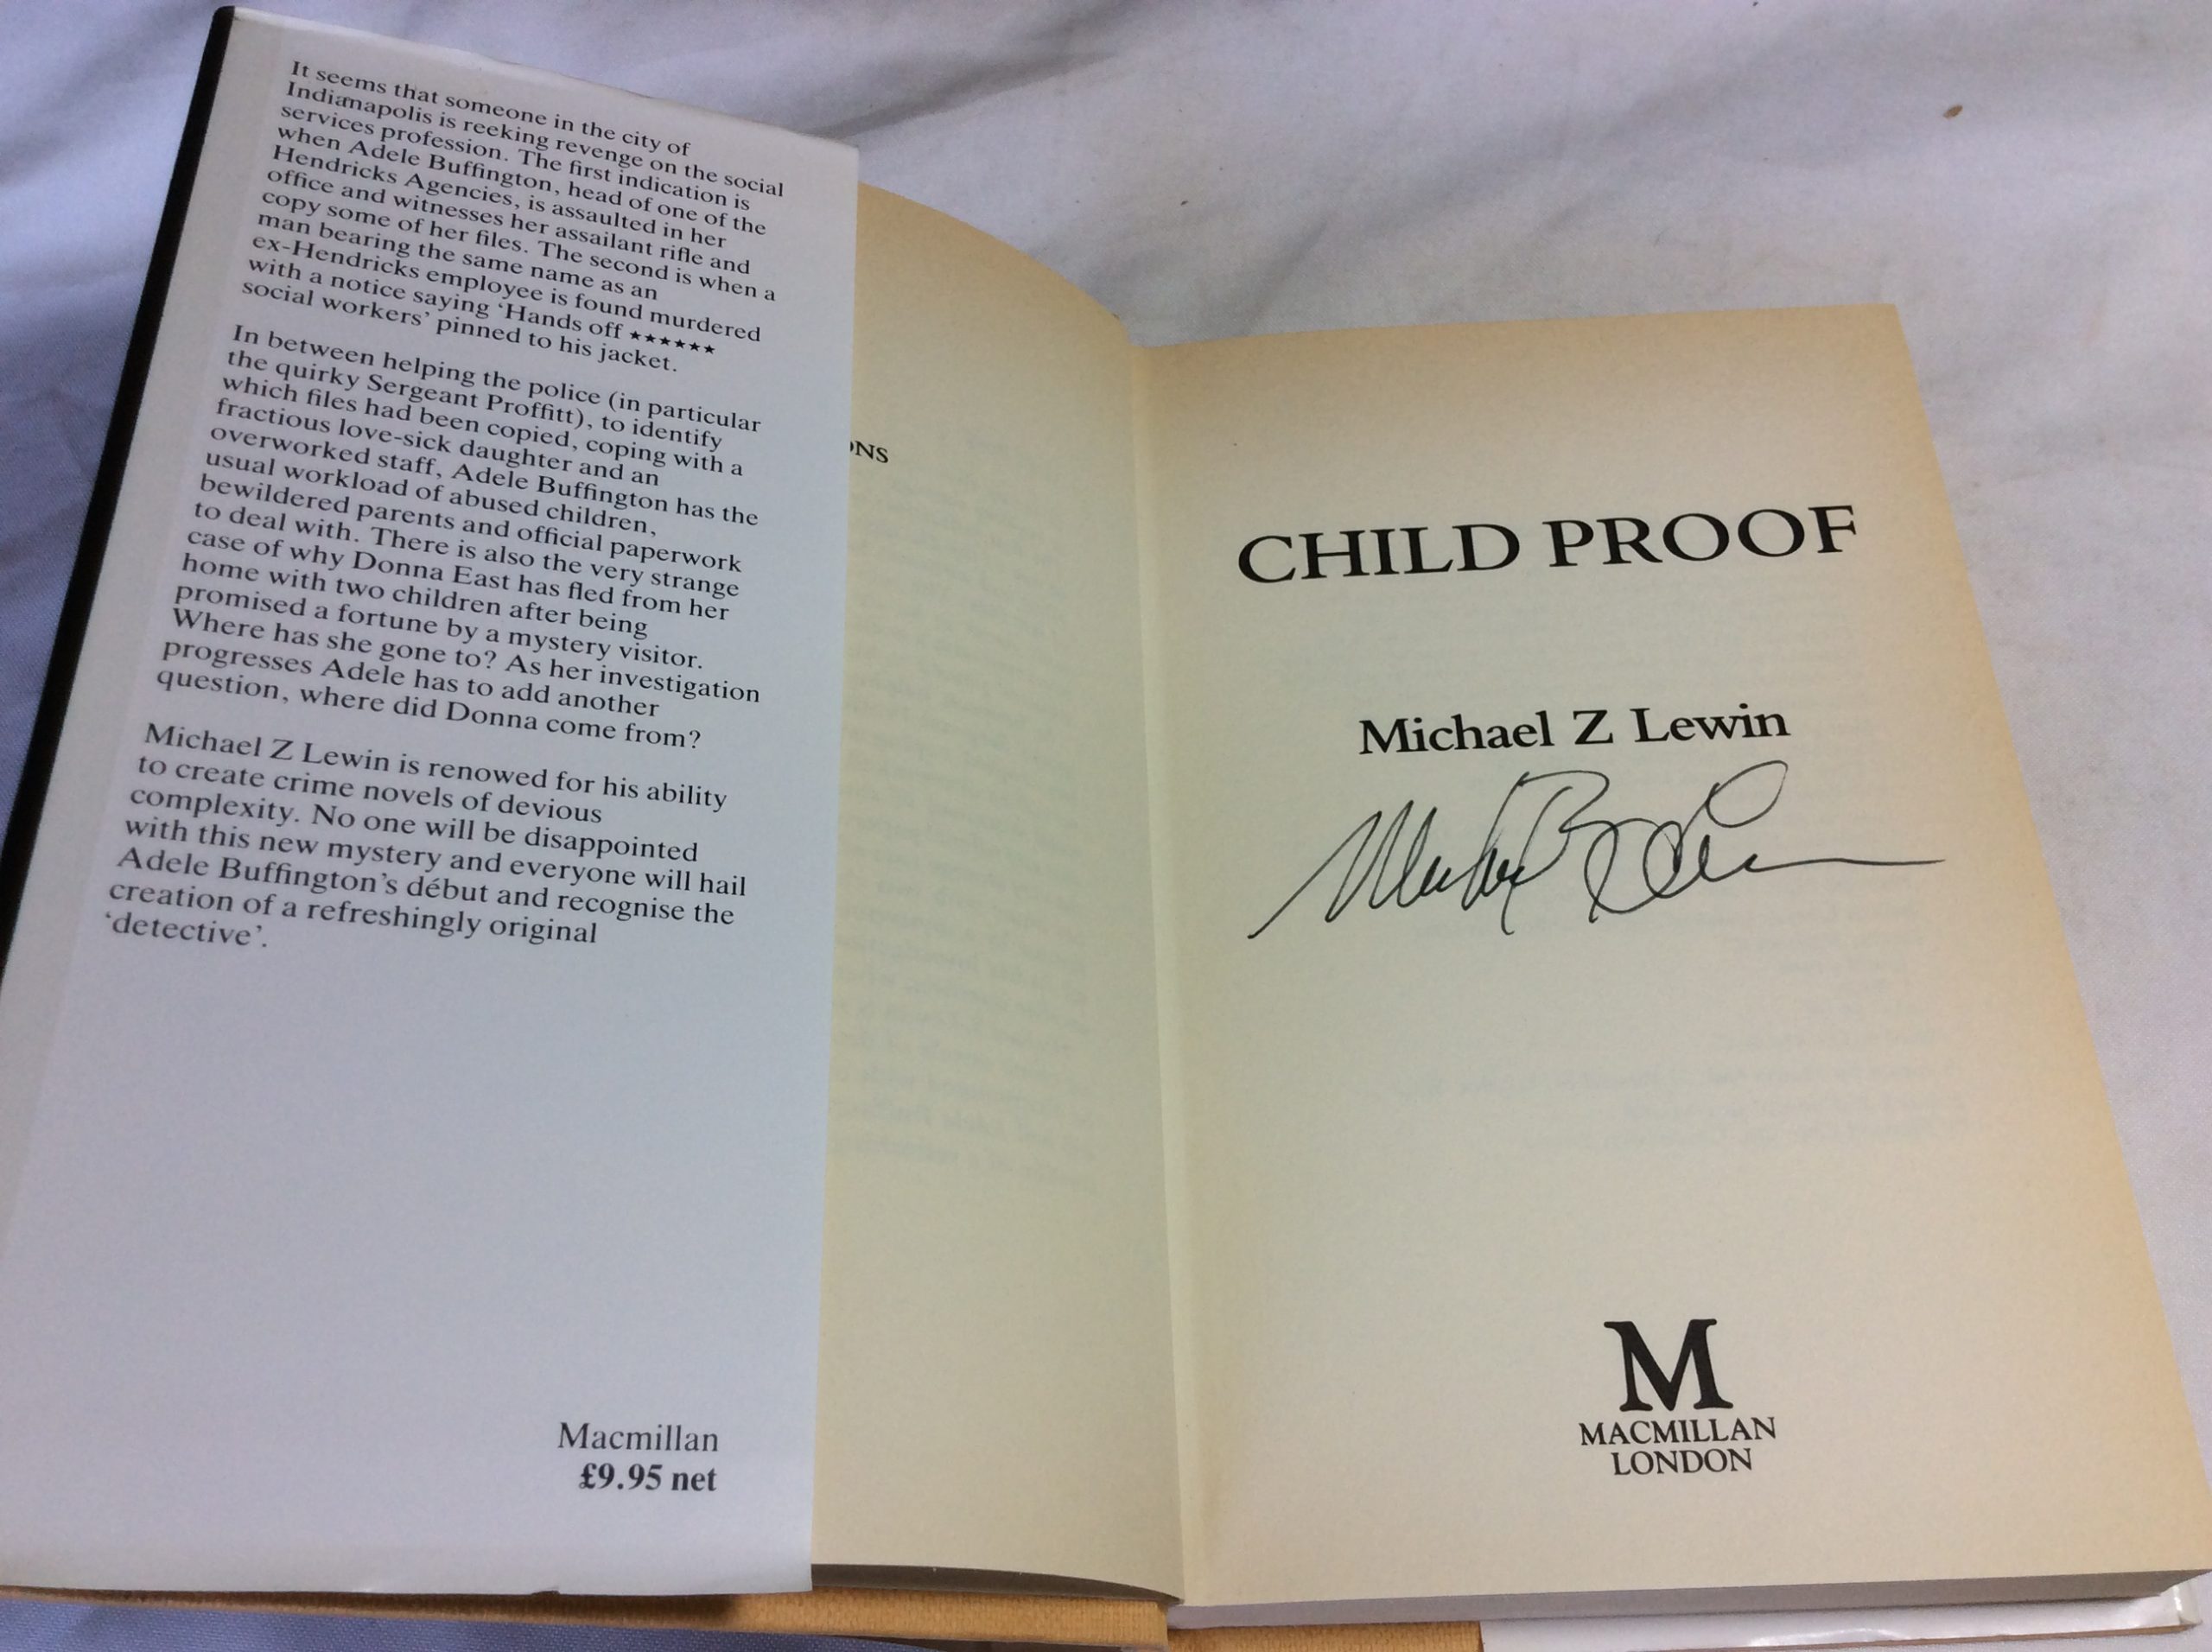 It seems that someone in the city of
Indianapolis is reeking revenge on the social
services profession. The first indication is
when Adele Buffington, head of one of the
Hendricks Agencies, is assaulted in her
office and witnesses her assailant rifle and
copy some of her files. The second is when a
man bearing the same name as an
ex-Hendricks employee is found murdered
with a notice saying ‘Hands off ★★★★★★
social workers’ pinned to his jacket.
In between helping the police (in particular
the quirky Sergeant Proffitt), to identify
which files had been copied, coping with a
fractious love-sick daughter and an
overworked staff, Adele Buffington has the
usual workload of abused children,
bewildered parents and official paperwork
to deal with. There is also the very strange
case of why Donna East has fled from her
home with two children after being
promised a fortune by a mystery visitor.
Where has she gone to? As her investigation
progresses Adele has to add another
question, where did Donna come from?
Michael Z Lewin is renowed for his ability
to create crime novels of devious
complexity. No one will be disappointed
with this new mystery and everyone will hail
Adele Buffington’s début and recognise the
creation of a refreshingly original
‘detective’.
Macmillan
£9.95 net
CHILD PROOF
Michael Z Lewin
M
MACMILLAN
LONDON